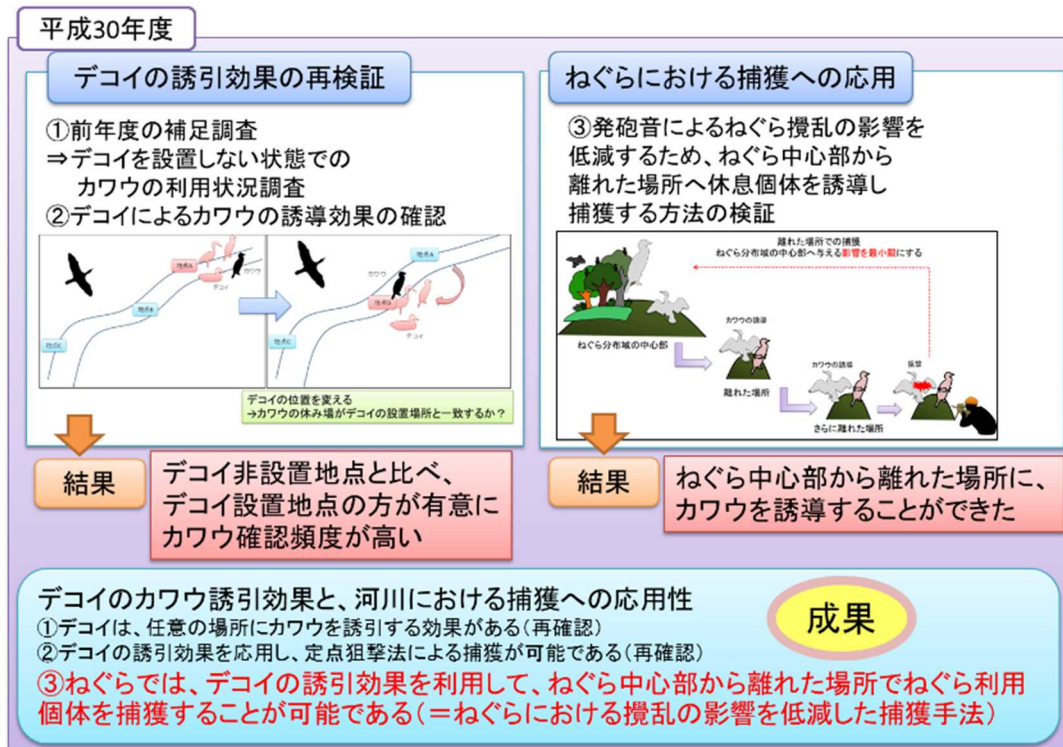 平成30年度
デコイの誘引効果の再検証
①前年度の補足調査
⇒デコイを設置しない状態での
カワウの利用状況調査
②デコイによるカワウの誘導効果の確認
地点A
カワウ
デコイ
地点B
地点C
地点A
カワウ
地点B
デコイ
地点C
デコイの位置を変える
→カワウの休み場がデコイの設置場所と一致するか？
結果
デコイ非設置地点と比べ、
デコイ設置地点の方が有意に
カワウ確認頻度が高い
ねぐらにおける捕獲への応用
③発砲音によるねぐら攪乱の影響を
低減するため、ねぐら中心部から
離れた場所へ休息個体を誘導し
捕獲する方法の検証
離れた場所での捕獲
ねぐら分布域の中心部へ与える影響を最小限にする
ねぐら分布域の中心部
カワウの誘導
離れた場所
カワウの誘導
さらに離れた場所
狙撃
結果
ねぐら中心部から離れた場所に、
カワウを誘導することができた
デコイのカワウ誘引効果と、河川における捕獲への応用性
成果
①デコイは、任意の場所にカワウを誘引する効果がある（再確認）
②デコイの誘引効果を応用し、定点狙撃法による捕獲が可能である（再確認）
③ねぐらでは、デコイの誘引効果を利用して、ねぐら中心部から離れた場所でねぐら利用
個体を捕獲することが可能である（＝ねぐらにおける攪乱の影響を低減した捕獲手法）